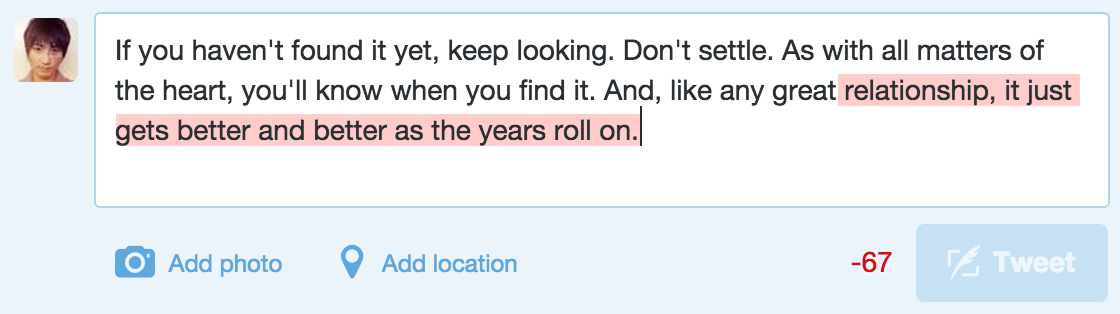 If you haven't found it yet, keep looking. Don't settle. As with all matters of
the heart, you'll know when you find it. And, like any great relationship, it just
gets better and better as the years roll on.
Add photo
Add location
-67
Tweet